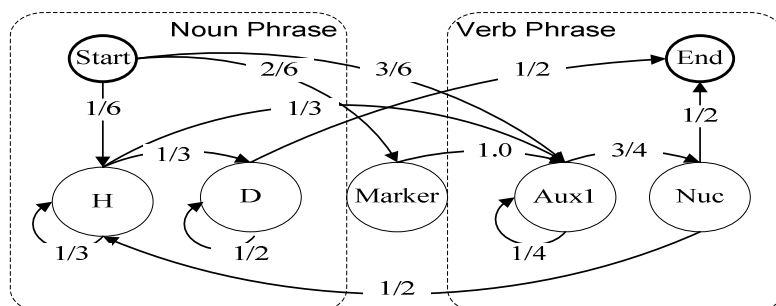 Noun Phrase Verb Phrase
Start End
2/6 3/6 1/2
1/6 1/3 1/2
1/3 1.0 3/4
H D Marker Aux1 Nuc
1/3 1/2 1/4
1/2